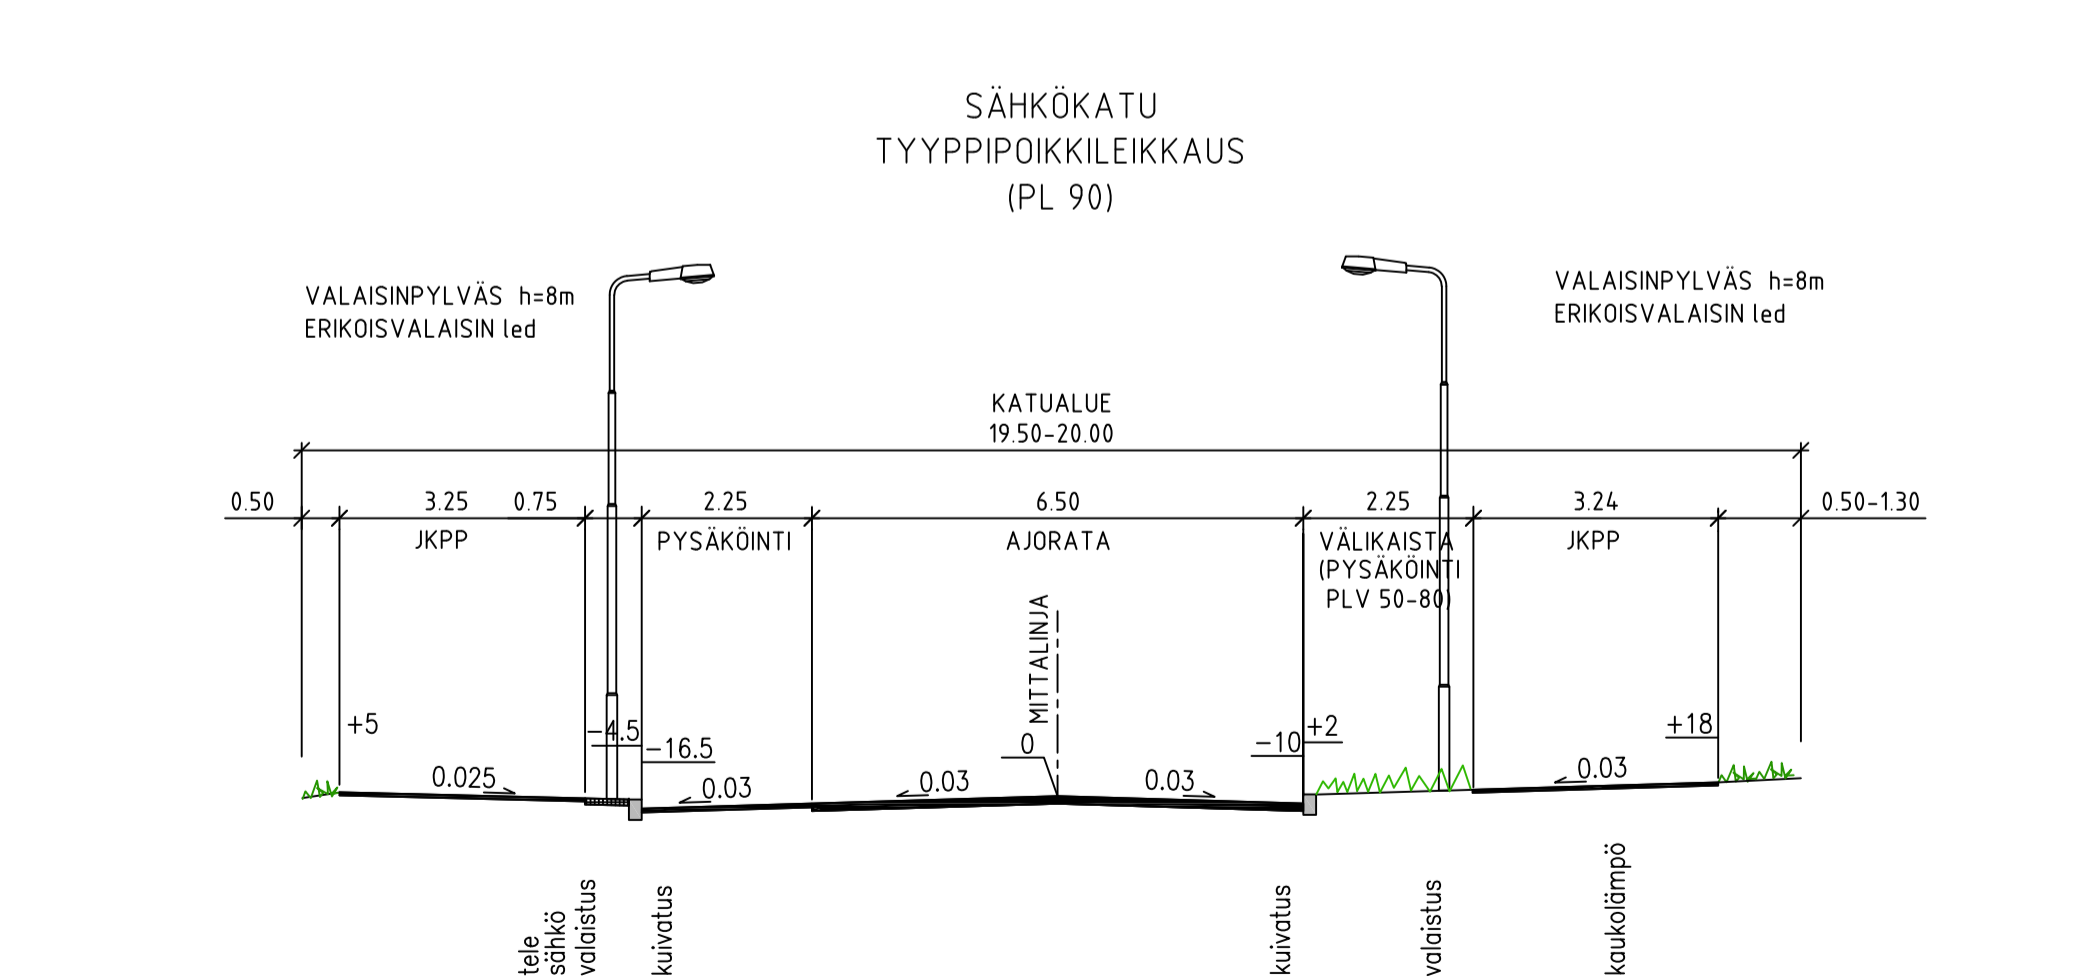 SÄHKÖKATU
TYYPPIPOIKKILEIKKAUS
(PL 90)
VALAISINPYLVÄS h=8m
ERIKOISVALAISIN led
VALAISINPYLVÄS h=8m
ERIKOISVALAISIN led
KATUALUE
19.50-20.00
0.50
3.25
0.75
2.25
6.50
2.25
3.24
0.50-1.30
JKPP
PYSÄKÖINTI
AJORATA
VÄLIKAISTA
(PYSÄKÖINTI
PLV 50-80)
JKPP
MITTALINJA
+5
-4.5
-16.5
0
-10
+2
+18
0.025
0.03
0.03
0.03
0.03
tele
sähkö
valaistus
kuivatus
kuivatus
valaistus
kaukolämpö